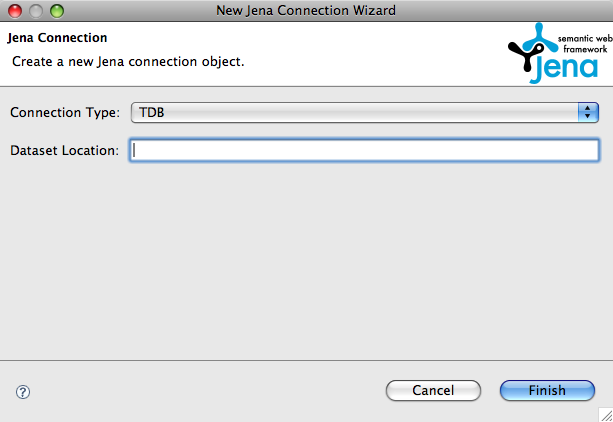 New Jena Connection Wizard
Jena Connection
Create a new Jena connection object.
semantic web
framework
jena
Connection Type: TDB
Dataset Location:
? Cancel Finish